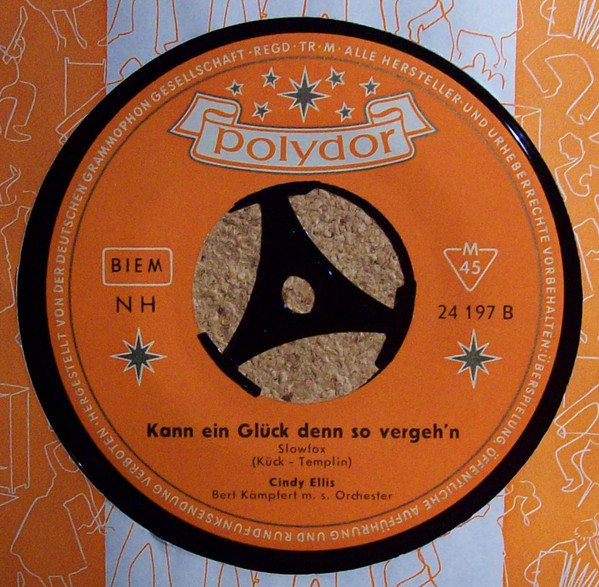 HERGESTELLT VON DER DEUTSCHEN GRAMMOPHON GESELLSCHAFT · REGD · TR · M · ALLE HERSTELLER- UND URHEBERRECHTE VORBEHALTEN · ÜBERSPIELUNG ÖFFENTLICHE AUFFÜHRUNG UND RUNDFUNKSENDUNG VERBOTEN
Polydor
BIEM
NH
M
45
24 197 B
Kann ein Glück denn so vergeh'n
Slowfox
(Kück - Templin)
Cindy Ellis
Bert Kämpfert m. s. Orchester